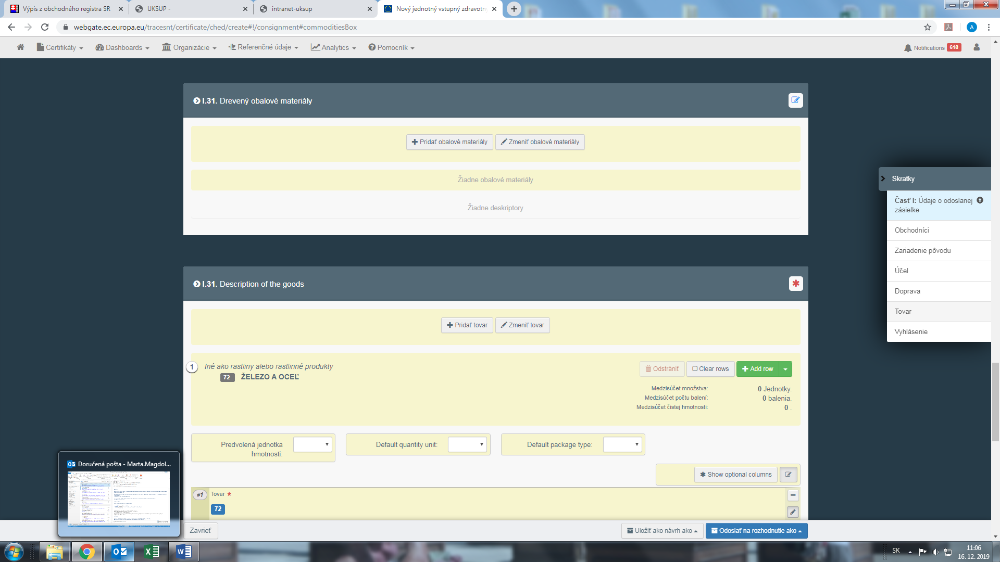 Výpis z obchodného registra SR
UKSUP -
intranet-uksup
Nový jednotný vstupný zdravotn
webgate.ec.europa.eu/tracesnt/certificate/ched/create#!/consignment#commoditiesBox
A
Certifikáty
Dashboards
Organizácie
Referenčné údaje
Analytics
Pomocník
Notifications 618
I.31. Drevený obalové materiály
Pridať obalové materiály
Zmeniť obalové materiály
Žiadne obalové materiály
Žiadne deskriptory
Skratky
Časť I: Údaje o odoslanej
zásielke
Obchodníci
Zariadenie pôvodu
Účel
Doprava
Tovar
Vyhlásenie
I.31. Description of the goods
Pridať tovar
Zmeniť tovar
1
Iné ako rastliny alebo rastlinné produkty
72 ŽELEZO A OCEĽ
Odstrániť
Clear rows
Add row
Medzisúčet množstva: 0 Jednotky.
Medzisúčet počtu balení: 0 balenia.
Medzisúčet čistej hmotnosti: 0 .
Predvolená jednotka
hmotnosti:
Default quantity unit:
Default package type:
Show optional columns
#1 Tovar *
72
Doručená pošta - Marta.Magdol...
Zavrieť
Uložiť ako návrh ako
Odoslať na rozhodnutie ako
SK
11:06
16. 12. 2019